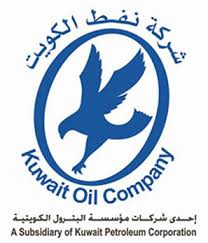 شركة نفط الكويت
Kuwait Oil Company
إحدى شركات مؤسسة البترول الكويتية
A Subsidiary of Kuwait Petroleum Corporation